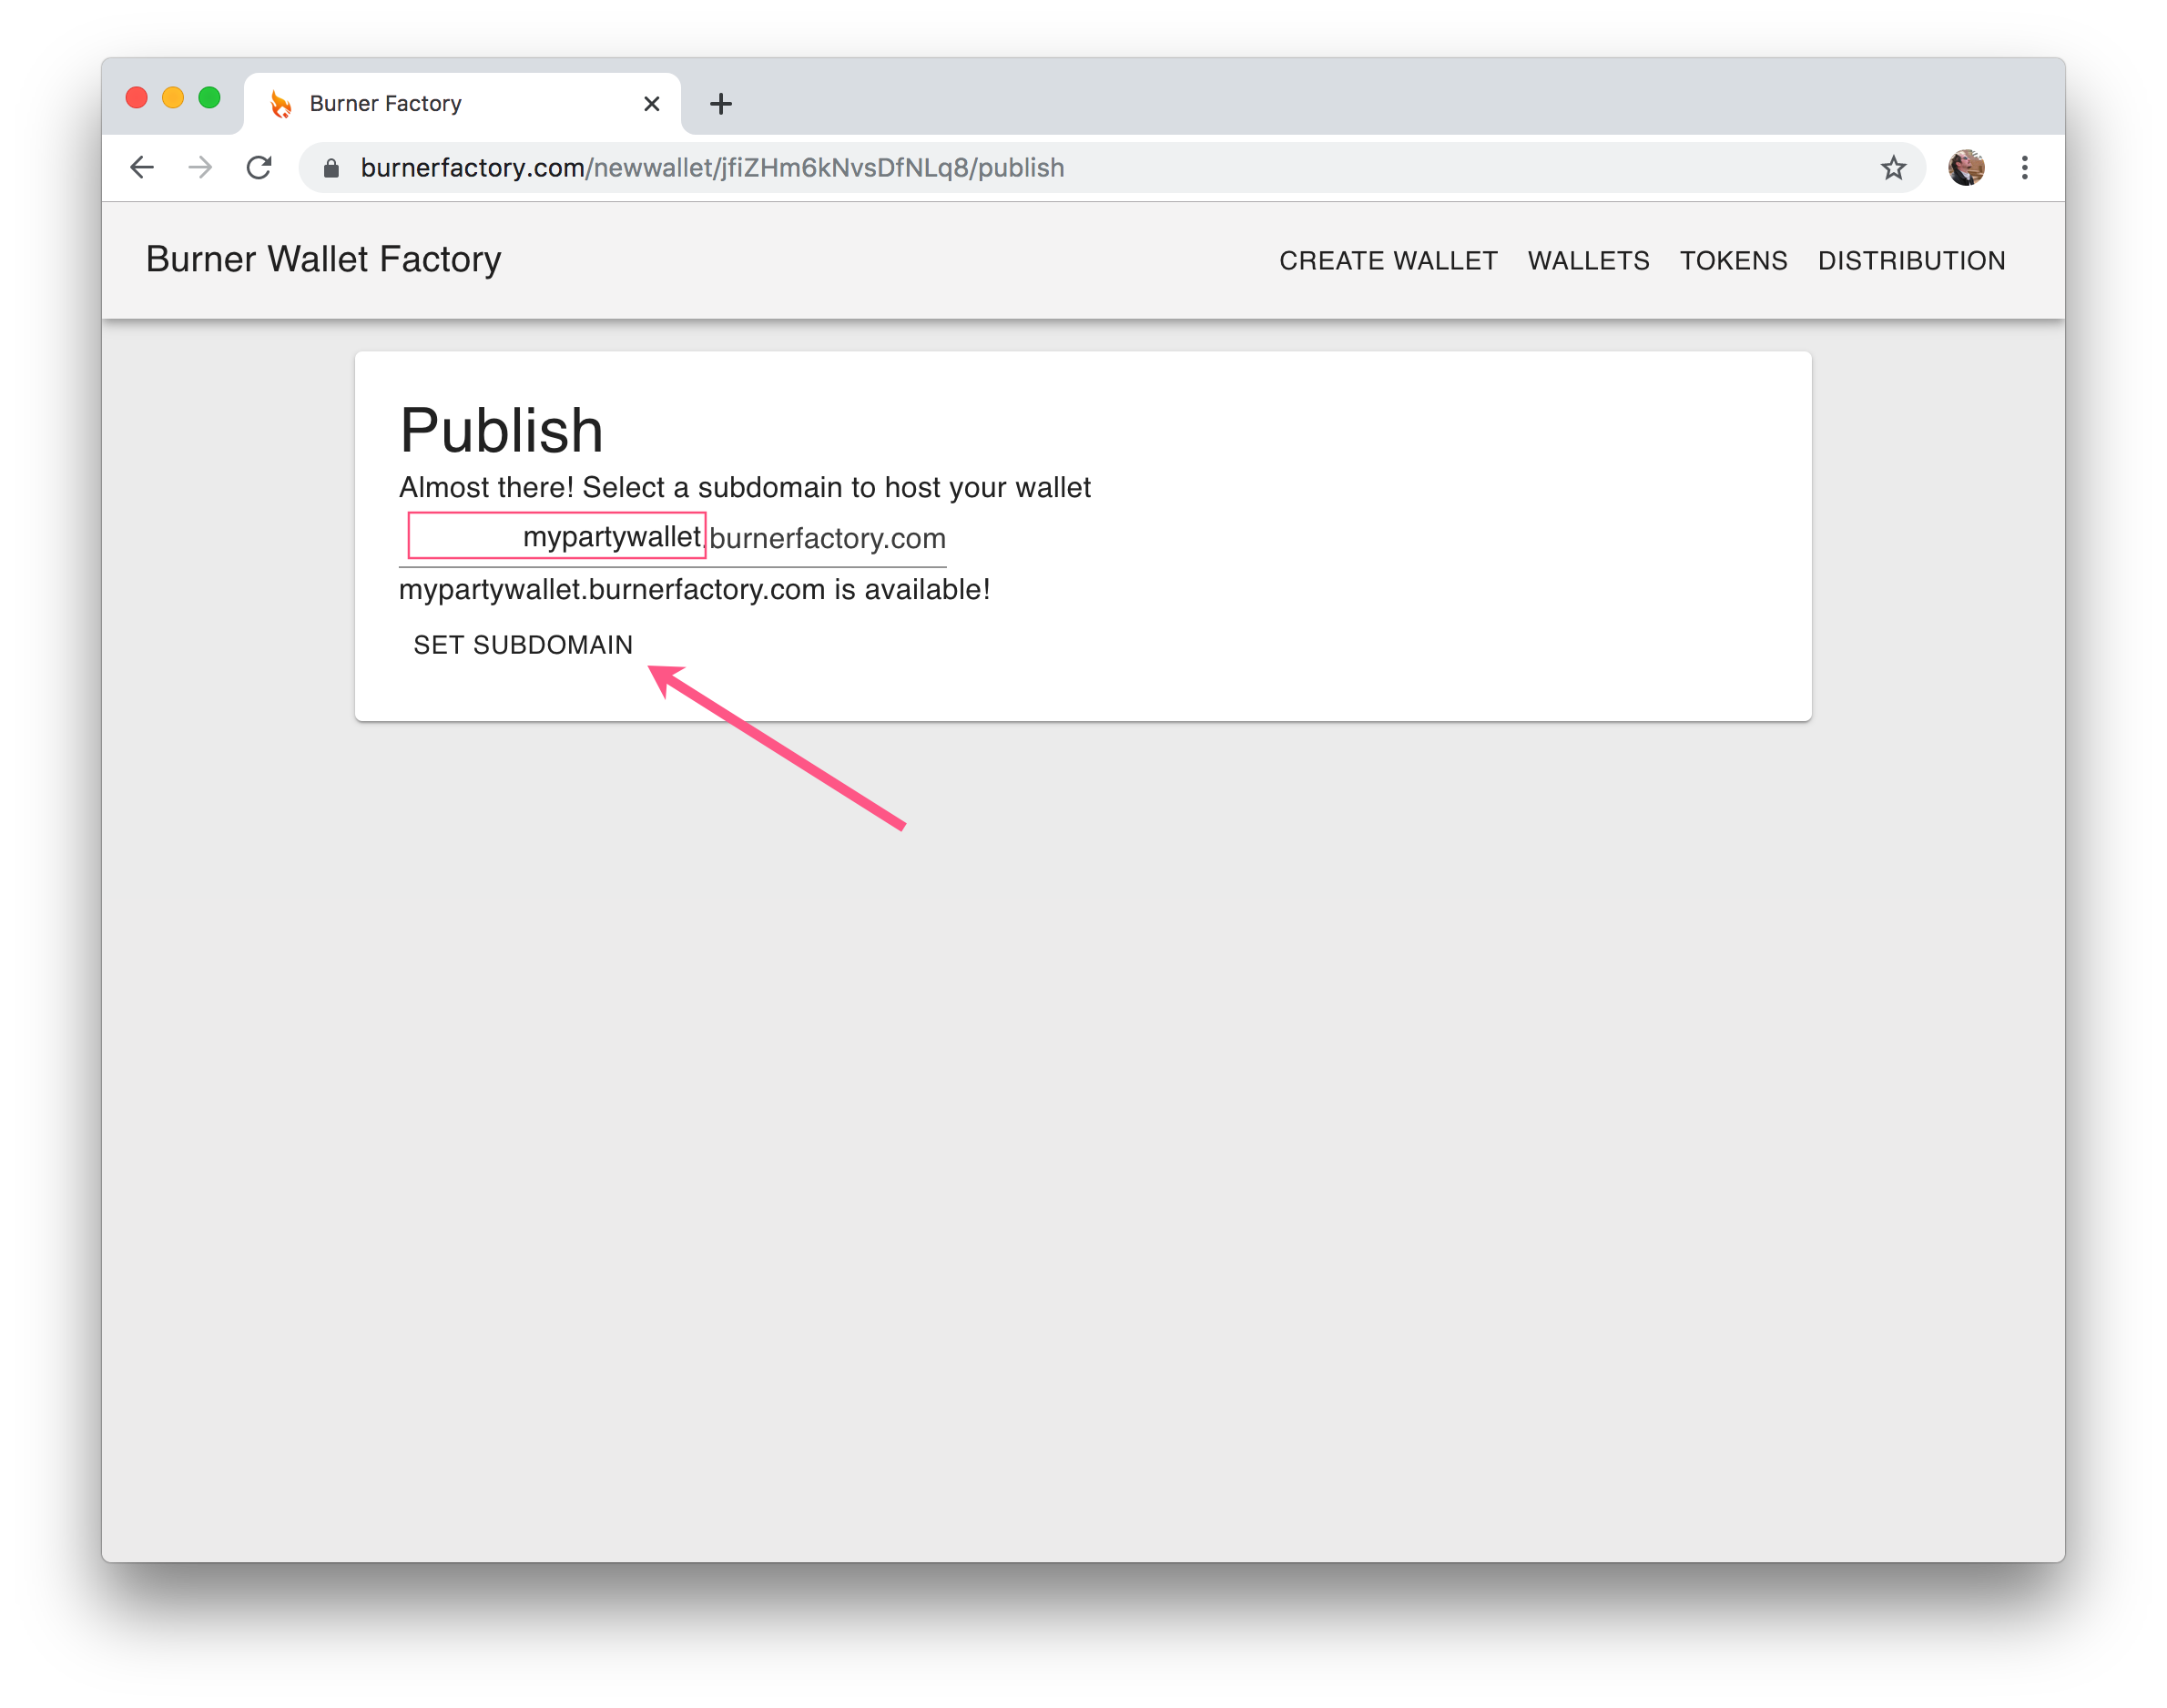 Burner Factory
burnerfactory.com/newwallet/jfiZHm6kNvsDfNLq8/publish
Burner Wallet Factory
CREATE WALLET WALLETS TOKENS DISTRIBUTION
Publish
Almost there! Select a subdomain to host your wallet
mypartywallet.burnerfactory.com
mypartywallet.burnerfactory.com is available!
SET SUBDOMAIN